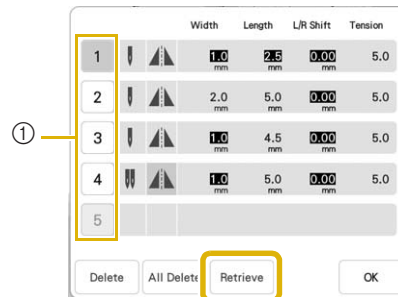 Width Length L/R Shift Tension
1 1.0 mm 2.5 mm 0.00 mm 5.0
2 2.0 mm 5.0 mm 0.00 mm 5.0
① 3 1.0 mm 4.5 mm 0.00 mm 5.0
4 1.0 mm 5.0 mm 0.00 mm 5.0
5
Delete All Delete Retrieve OK